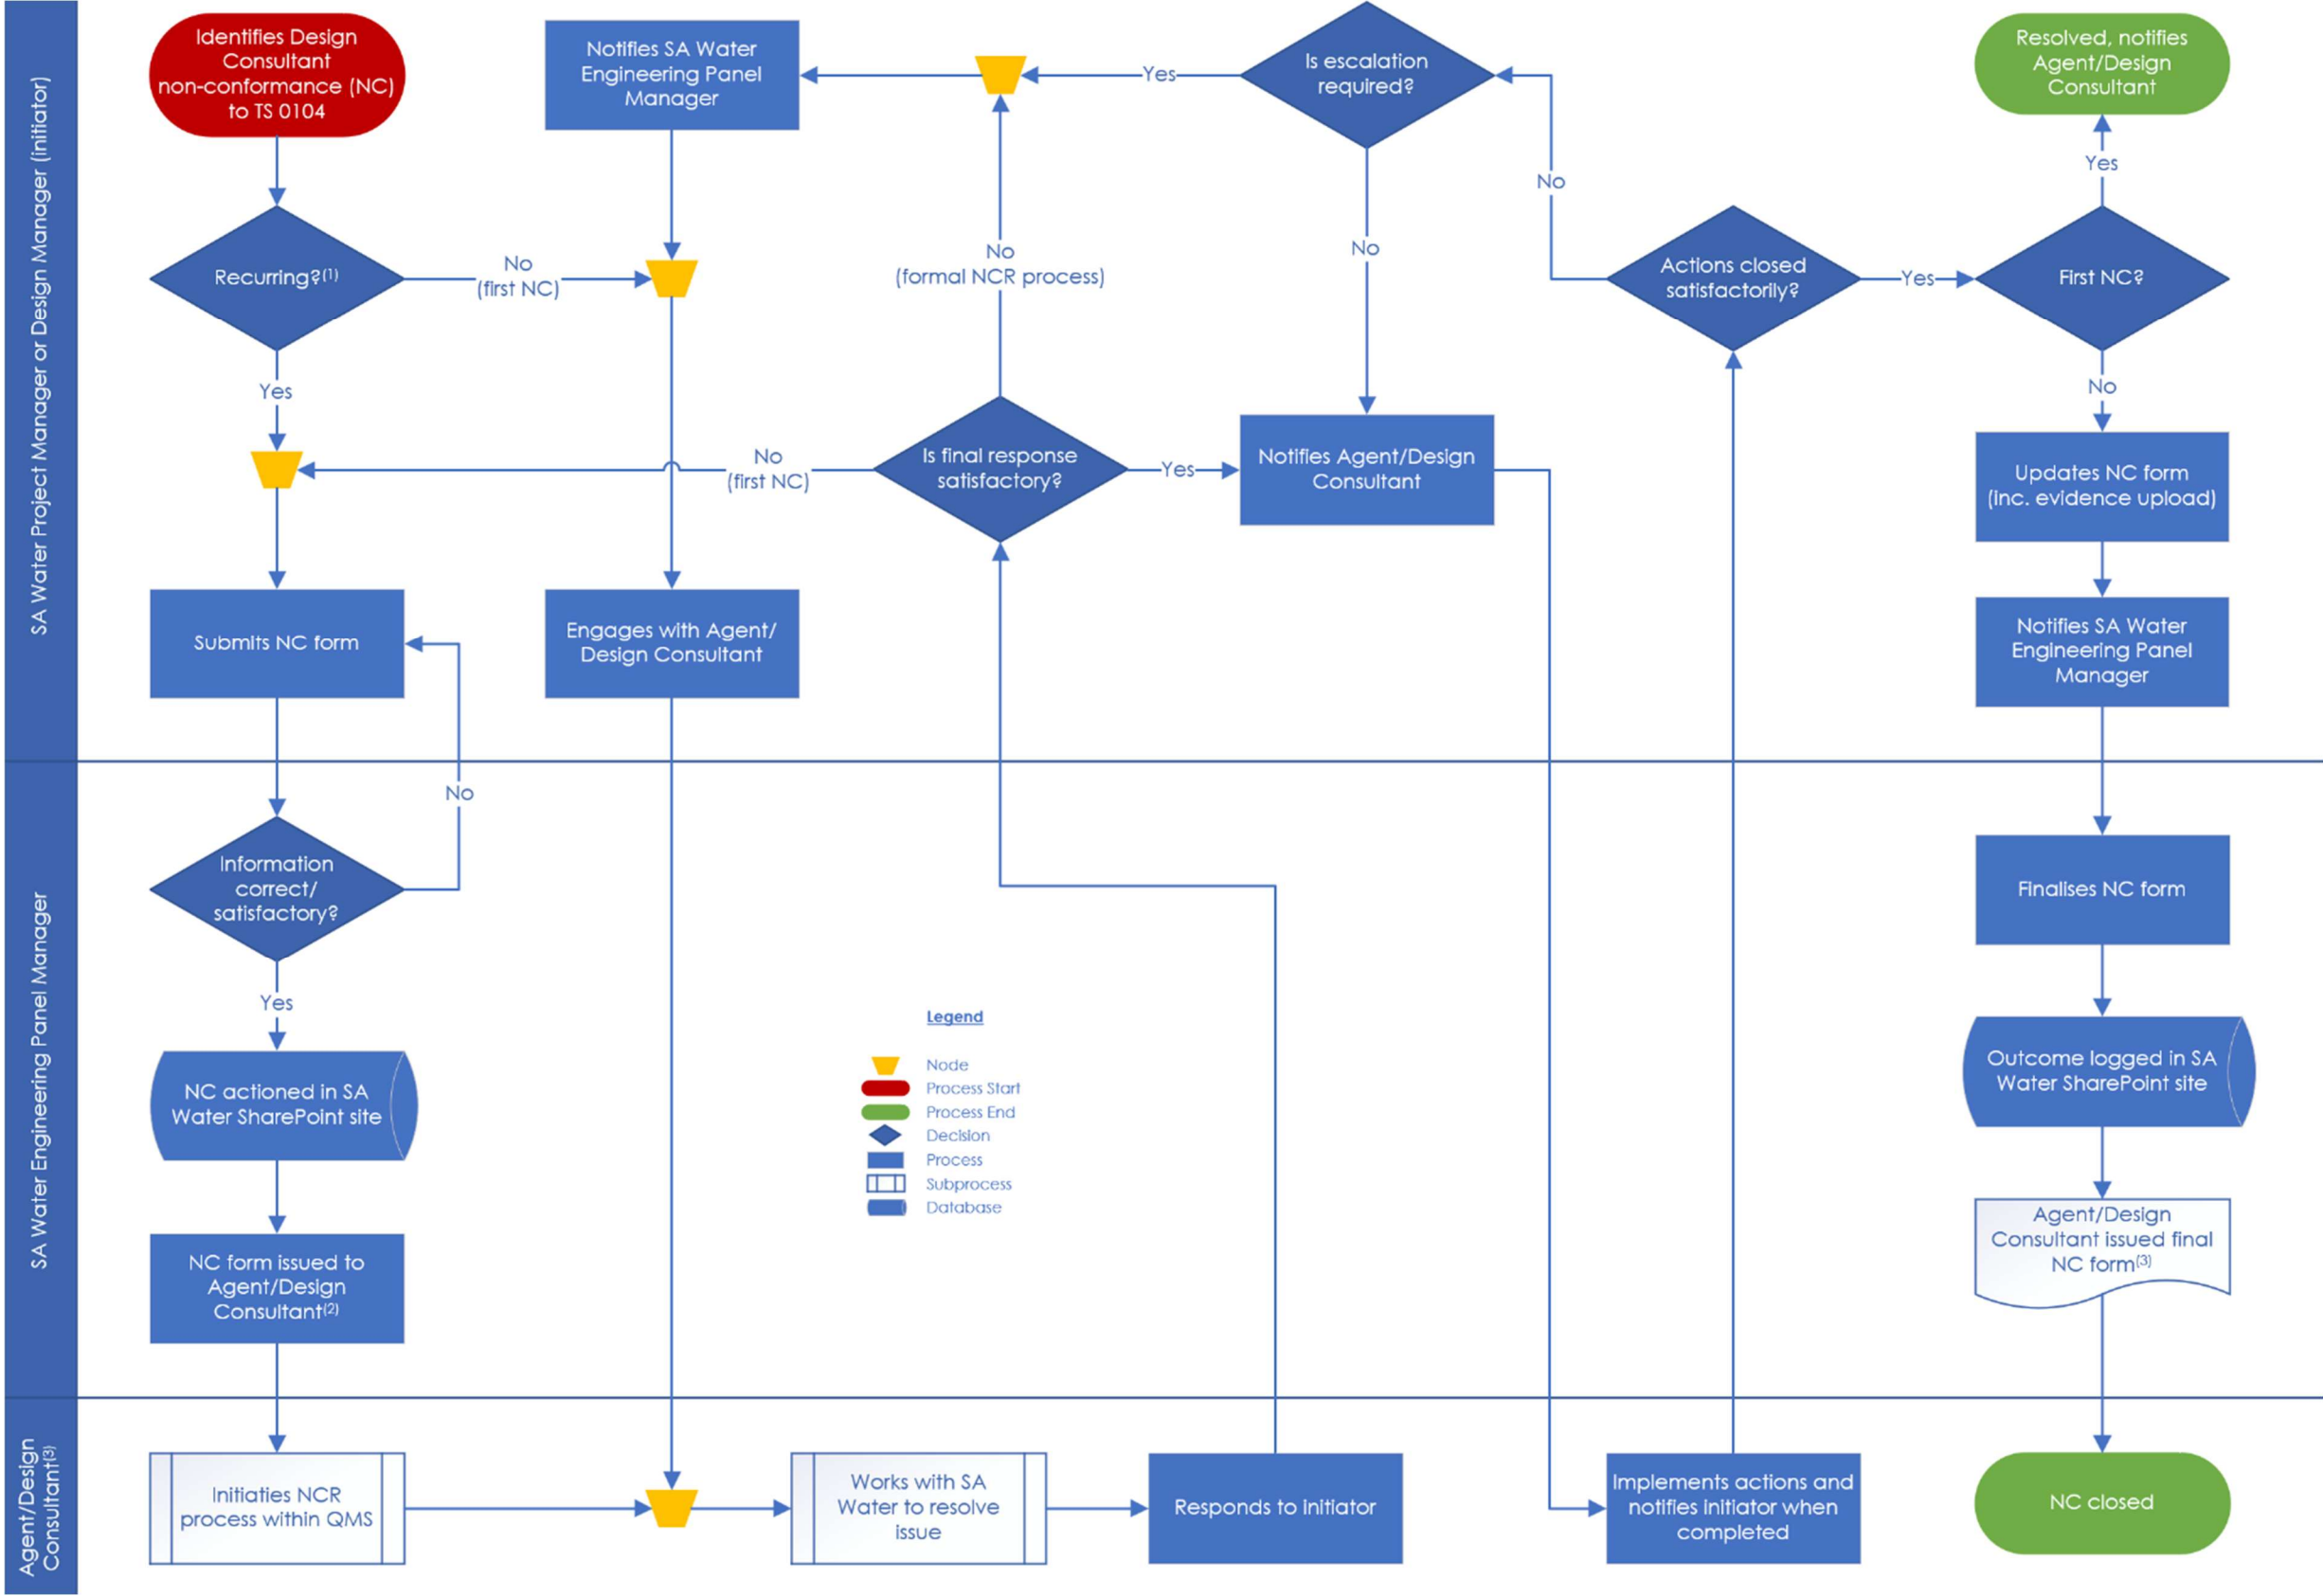 SA Water Project Manager or Design Manager (initiator)
Identifies Design
Consultant
non-conformance (NC)
to TS 0104
Notifies SA Water
Engineering Panel
Manager
Yes
Is escalation
required?
Resolved, notifies
Agent/Design
Consultant
Yes
No
Recurring?(1)
No
(first NC)
No
(formal NCR process)
No
Actions closed
satisfactorily?
Yes
First NC?
Yes
No
No
(first NC)
Is final response
satisfactory?
Yes
Notifies Agent/Design
Consultant
Updates NC form
(inc. evidence upload)
Submits NC form
Engages with Agent/
Design Consultant
Notifies SA Water
Engineering Panel
Manager
SA Water Engineering Panel Manager
No
Information
correct/
satisfactory?
Finalises NC form
Yes
NC actioned in SA
Water SharePoint site
Legend
Node
Process Start
Process End
Decision
Process
Subprocess
Database
Outcome logged in SA
Water SharePoint site
NC form issued to
Agent/Design
Consultant(2)
Agent/Design
Consultant issued final
NC form(3)
Agent/Design
Consultant(3)
Initiaties NCR
process within QMS
Works with SA
Water to resolve
issue
Responds to initiator
Implements actions and
notifies initiator when
completed
NC closed